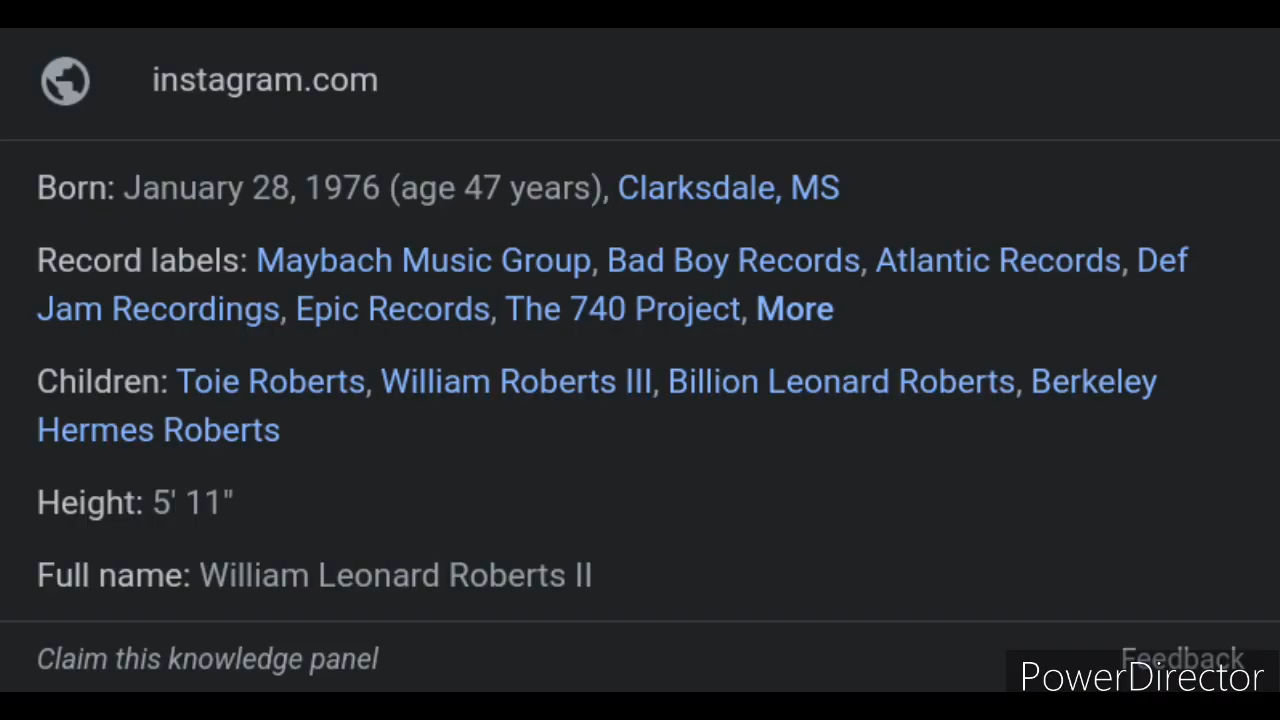 instagram.com
Born: January 28, 1976 (age 47 years), Clarksdale, MS
Record labels: Maybach Music Group, Bad Boy Records, Atlantic Records, Def
Jam Recordings, Epic Records, The 740 Project, More
Children: Toie Roberts, William Roberts III, Billion Leonard Roberts, Berkeley
Hermes Roberts
Height: 5' 11"
Full name: William Leonard Roberts II
Claim this knowledge panel
Feedback
PowerDirector